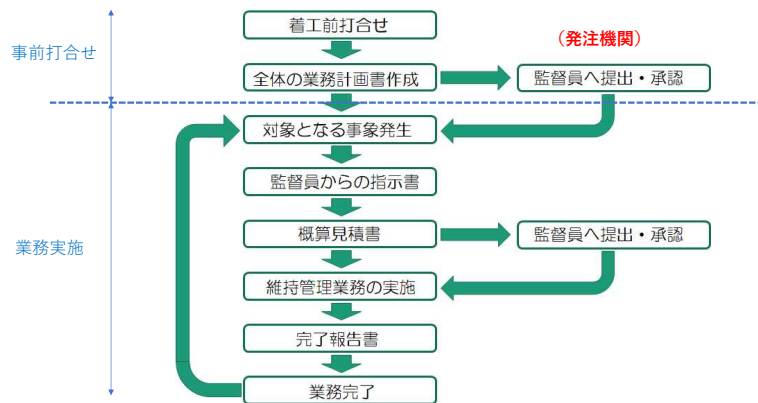 着工前打合せ
（発注機関）
事前打合せ
全体の業務計画書作成
監督員へ提出・承認
対象となる事象発生
監督員からの指示書
業務実施
概算見積書
監督員へ提出・承認
維持管理業務の実施
完了報告書
業務完了